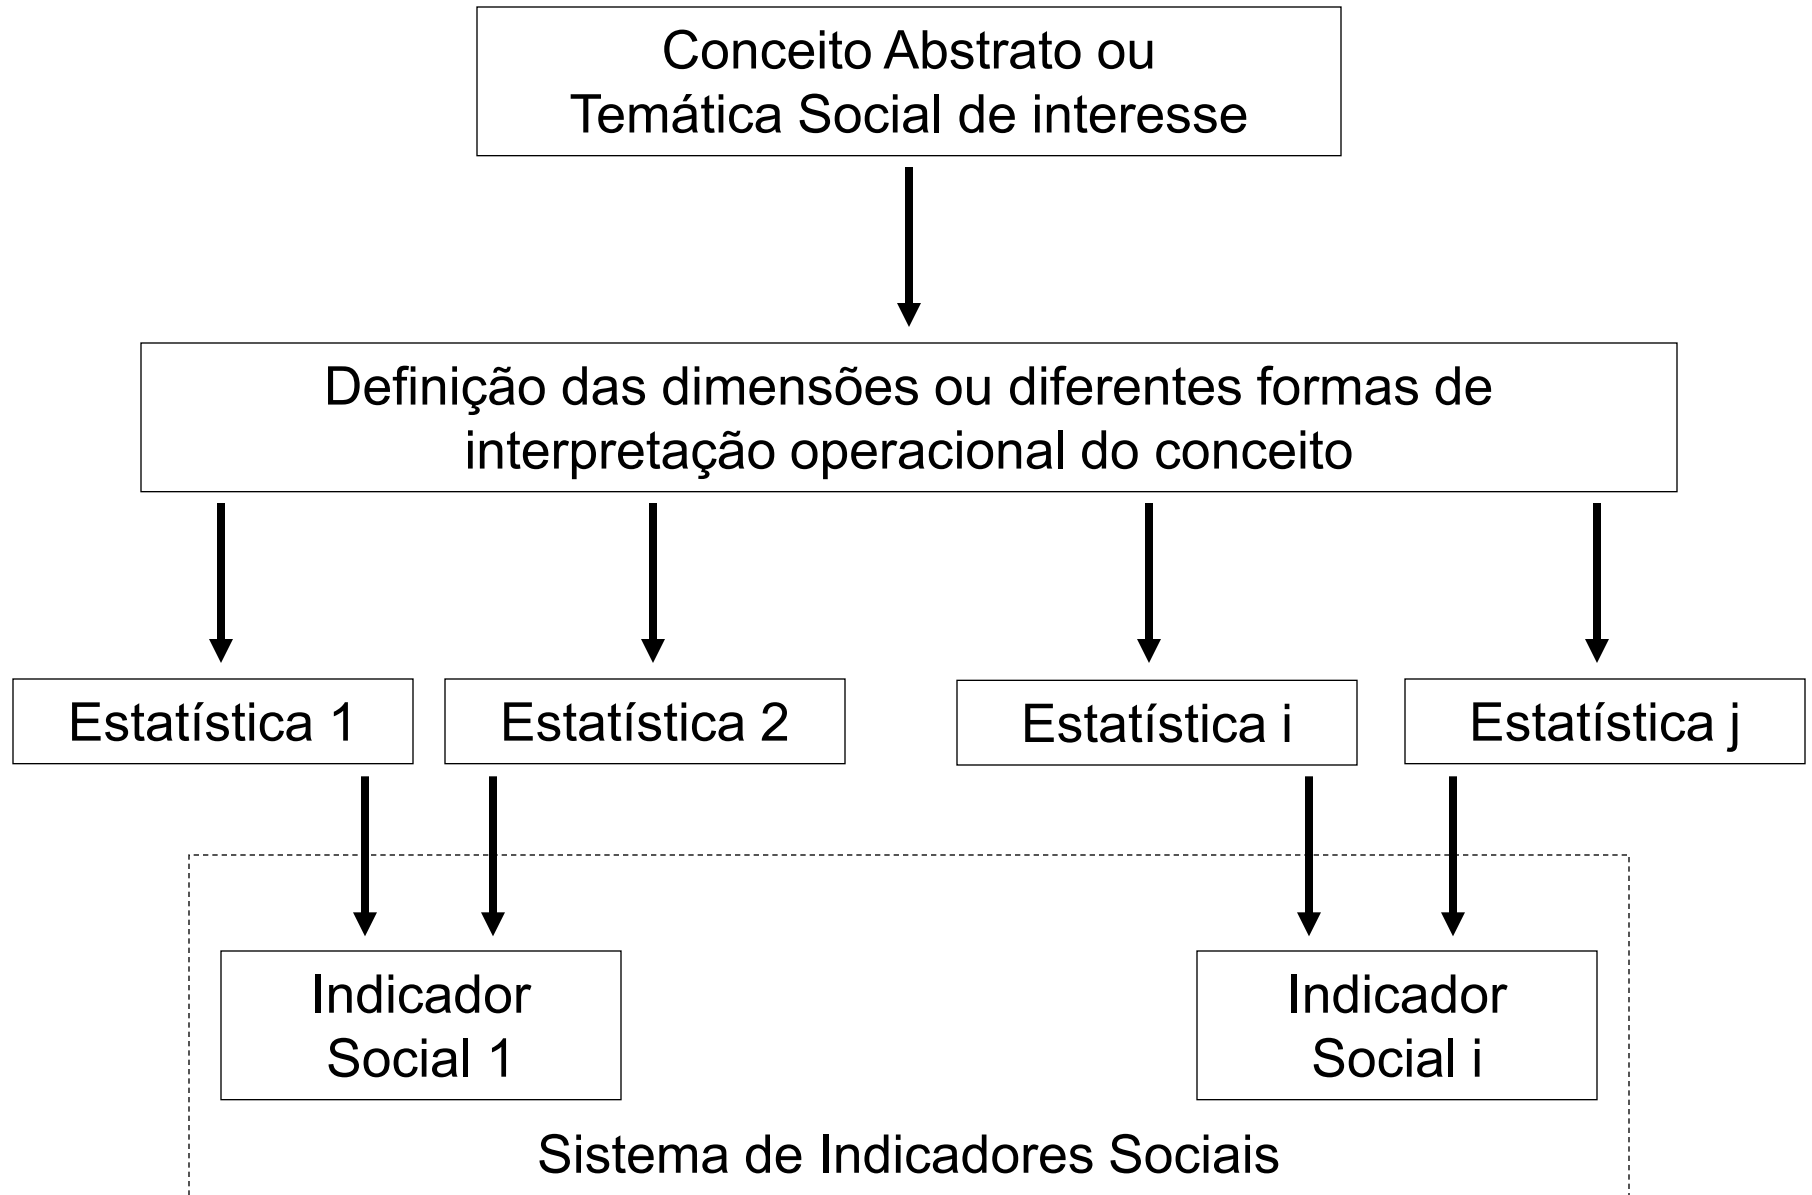 Conceito Abstrato ou
Temática Social de interesse
Definição das dimensões ou diferentes formas de
interpretação operacional do conceito
Estatística 1
Estatística 2
Estatística i
Estatística j
Indicador
Social 1
Indicador
Social i
Sistema de Indicadores Sociais